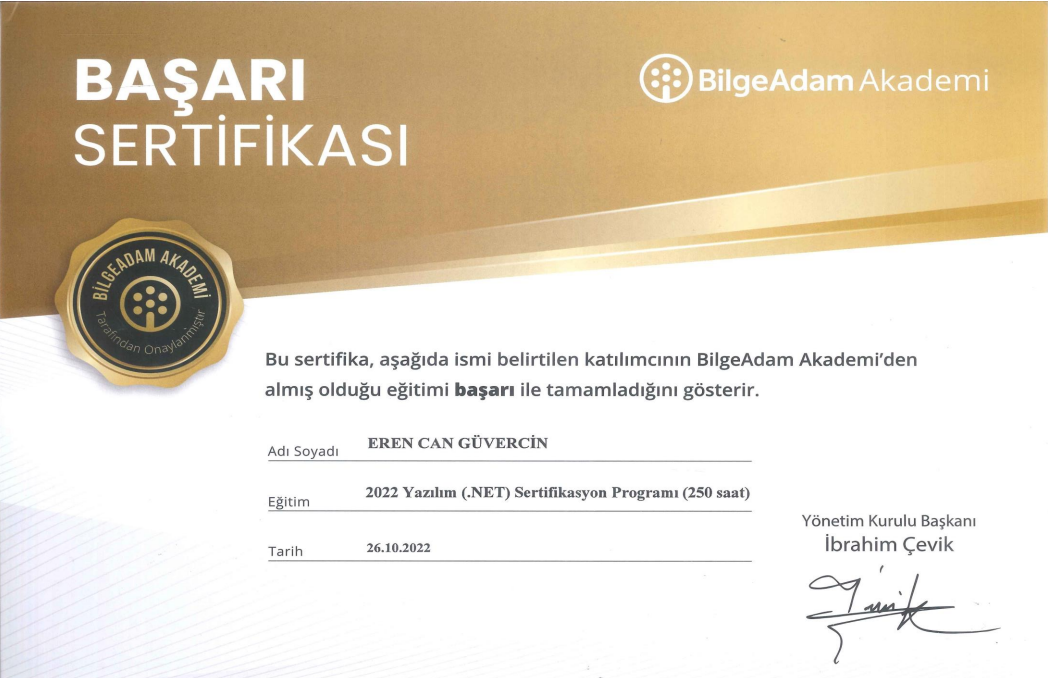 BAŞARI
SERTİFİKASI
BilgeAdam Akademi
BİLGEADAM AKADEMİ
Tarafından Onaylanmıştır
Bu sertifika, aşağıda ismi belirtilen katılımcının BilgeAdam Akademi’den
almış olduğu eğitimi başarı ile tamamladığını gösterir.
Adı Soyadı EREN CAN GÜVERCİN
Eğitim 2022 Yazılım (.NET) Sertifikasyon Programı (250 saat)
Tarih 26.10.2022
Yönetim Kurulu Başkanı
İbrahim Çevik